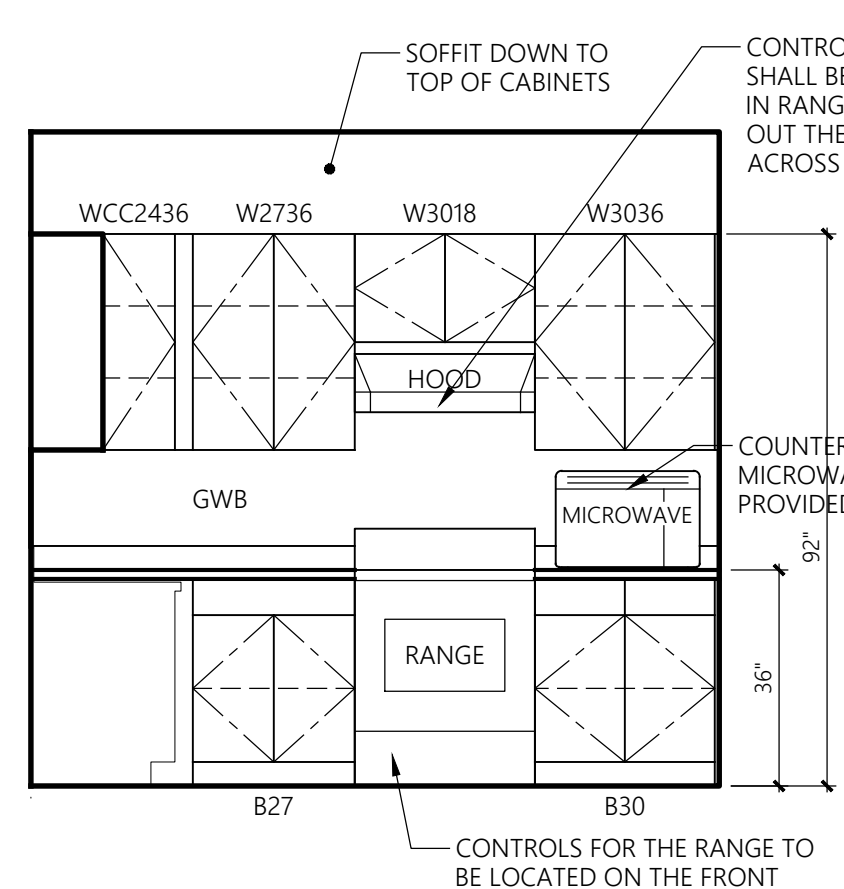 SOFFIT DOWN TO
TOP OF CABINETS
CONTRO
SHALL BE
IN RANG
OUT THE
ACROSS
WCC2436
W2736
W3018
W3036
HOOD
COUNTER
MICROWA
PROVIDED
GWB
MICROWAVE
92"
RANGE
36"
B27
B30
CONTROLS FOR THE RANGE TO
BE LOCATED ON THE FRONT